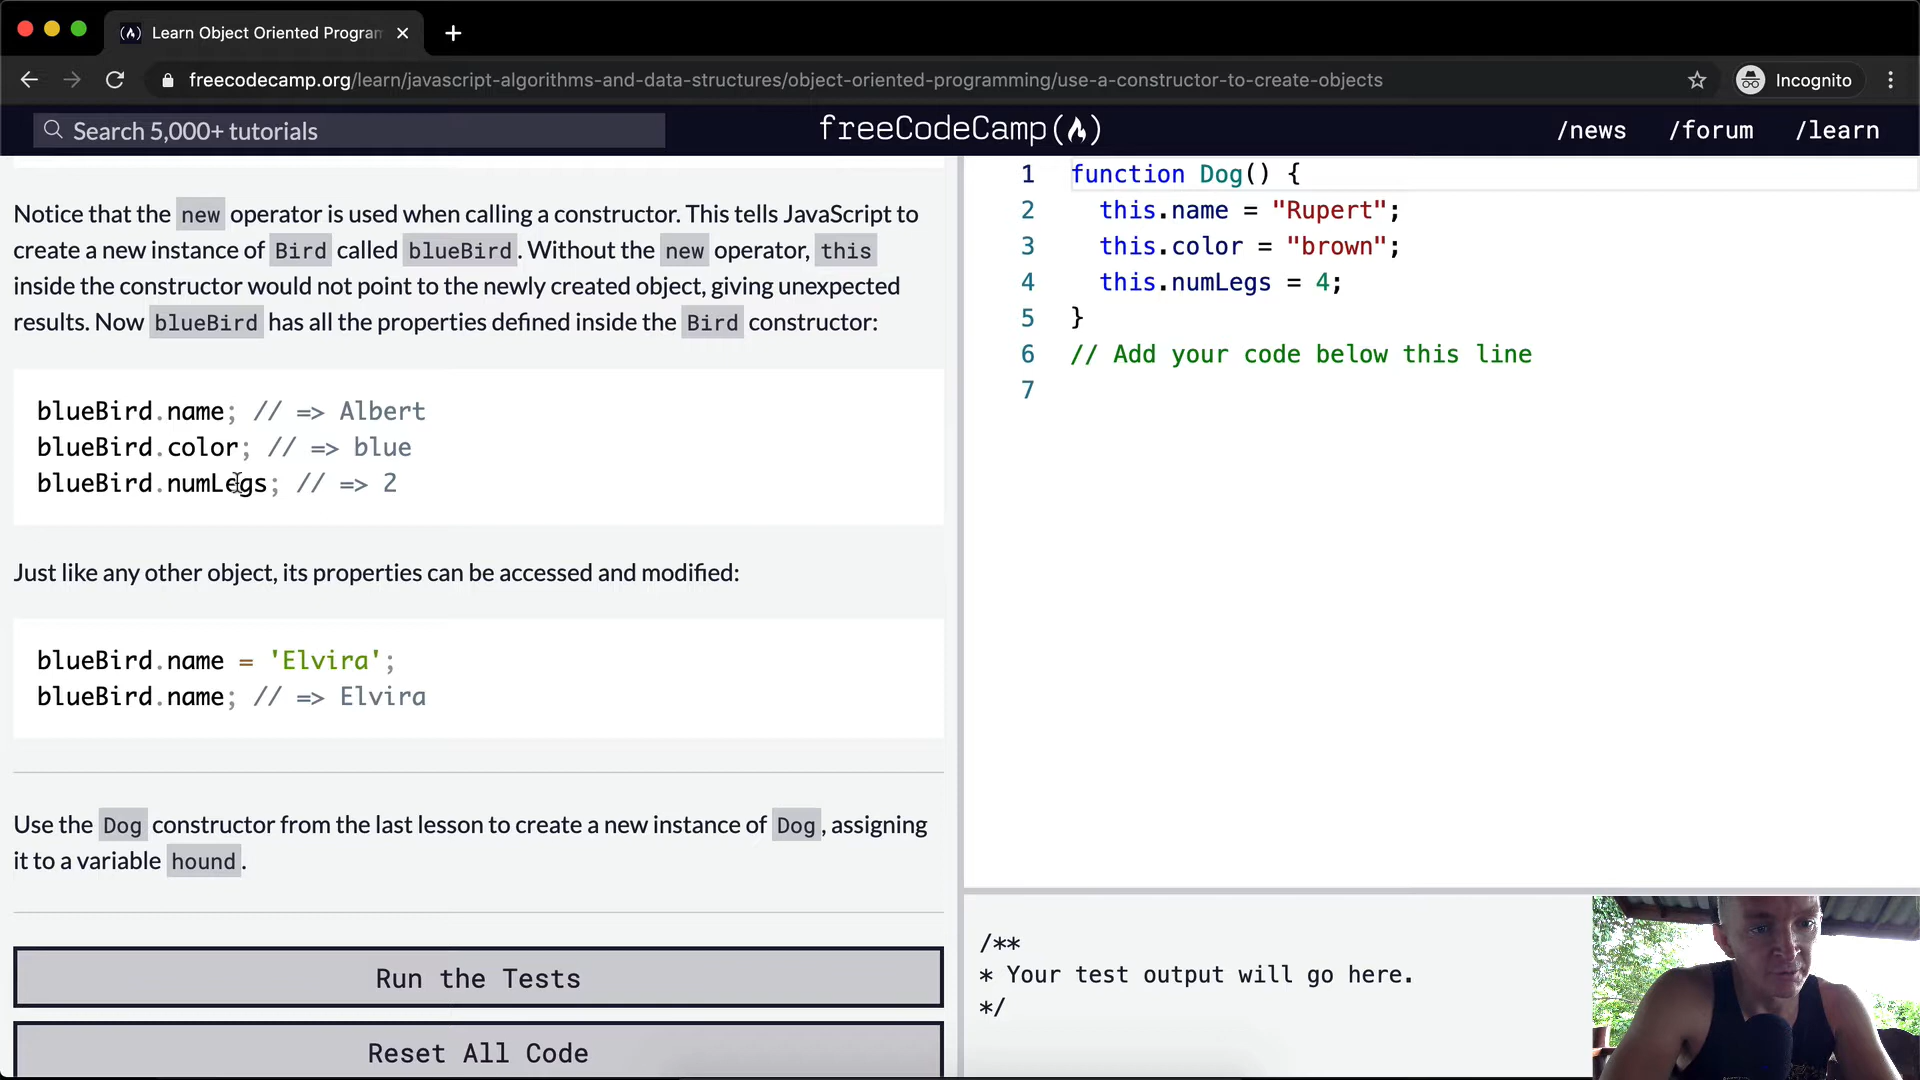 Learn Object Oriented Program
freecodecamp.org/learn/javascript-algorithms-and-data-structures/object-oriented-programming/use-a-constructor-to-create-objects
Incognito
Search 5,000+ tutorials
freeCodeCamp
/news
/forum
/learn
Notice that the new operator is used when calling a constructor. This tells JavaScript to
create a new instance of Bird called blueBird. Without the new operator, this
inside the constructor would not point to the newly created object, giving unexpected
results. Now blueBird has all the properties defined inside the Bird constructor:
blueBird.name; // => Albert
blueBird.color; // => blue
blueBird.numLegs; // => 2
Just like any other object, its properties can be accessed and modified:
blueBird.name = 'Elvira';
blueBird.name; // => Elvira
Use the Dog constructor from the last lesson to create a new instance of Dog, assigning
it to a variable hound.
Run the Tests
Reset All Code
1 function Dog() {
2 this.name = "Rupert";
3 this.color = "brown";
4 this.numLegs = 4;
5 }
6 // Add your code below this line
7
/**
* Your test output will go here.
*/